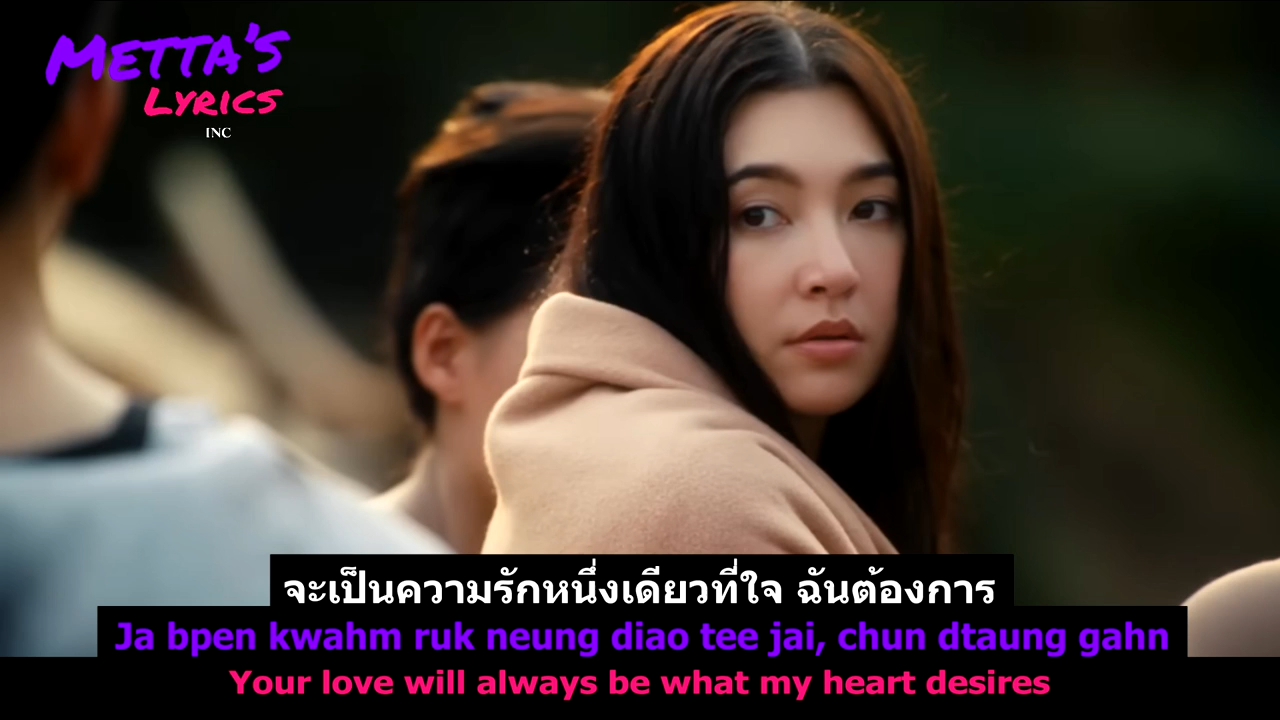 METTA'S
LYRICS
INC
จะเป็นความรักหนึ่งเดียวที่ใจ ฉันต้องการ
Ja bpen kwahm ruk neung diao tee jai, chun dtaung gahn
Your love will always be what my heart desires